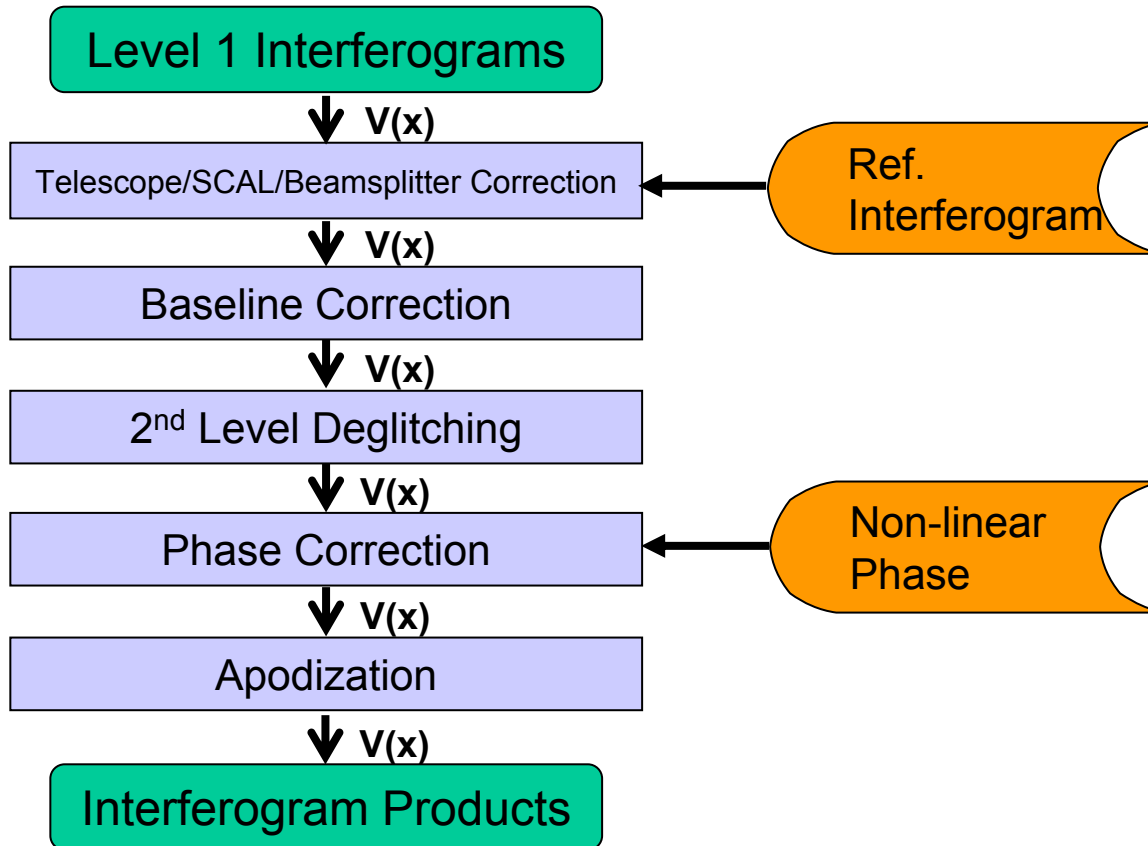 Level 1 Interferograms
V(x)
Telescope/SCAL/Beamsplitter Correction
Ref.
Interferogram
V(x)
Baseline Correction
V(x)
2nd Level Deglitching
V(x)
Phase Correction
Non-linear
Phase
V(x)
Apodization
V(x)
Interferogram Products